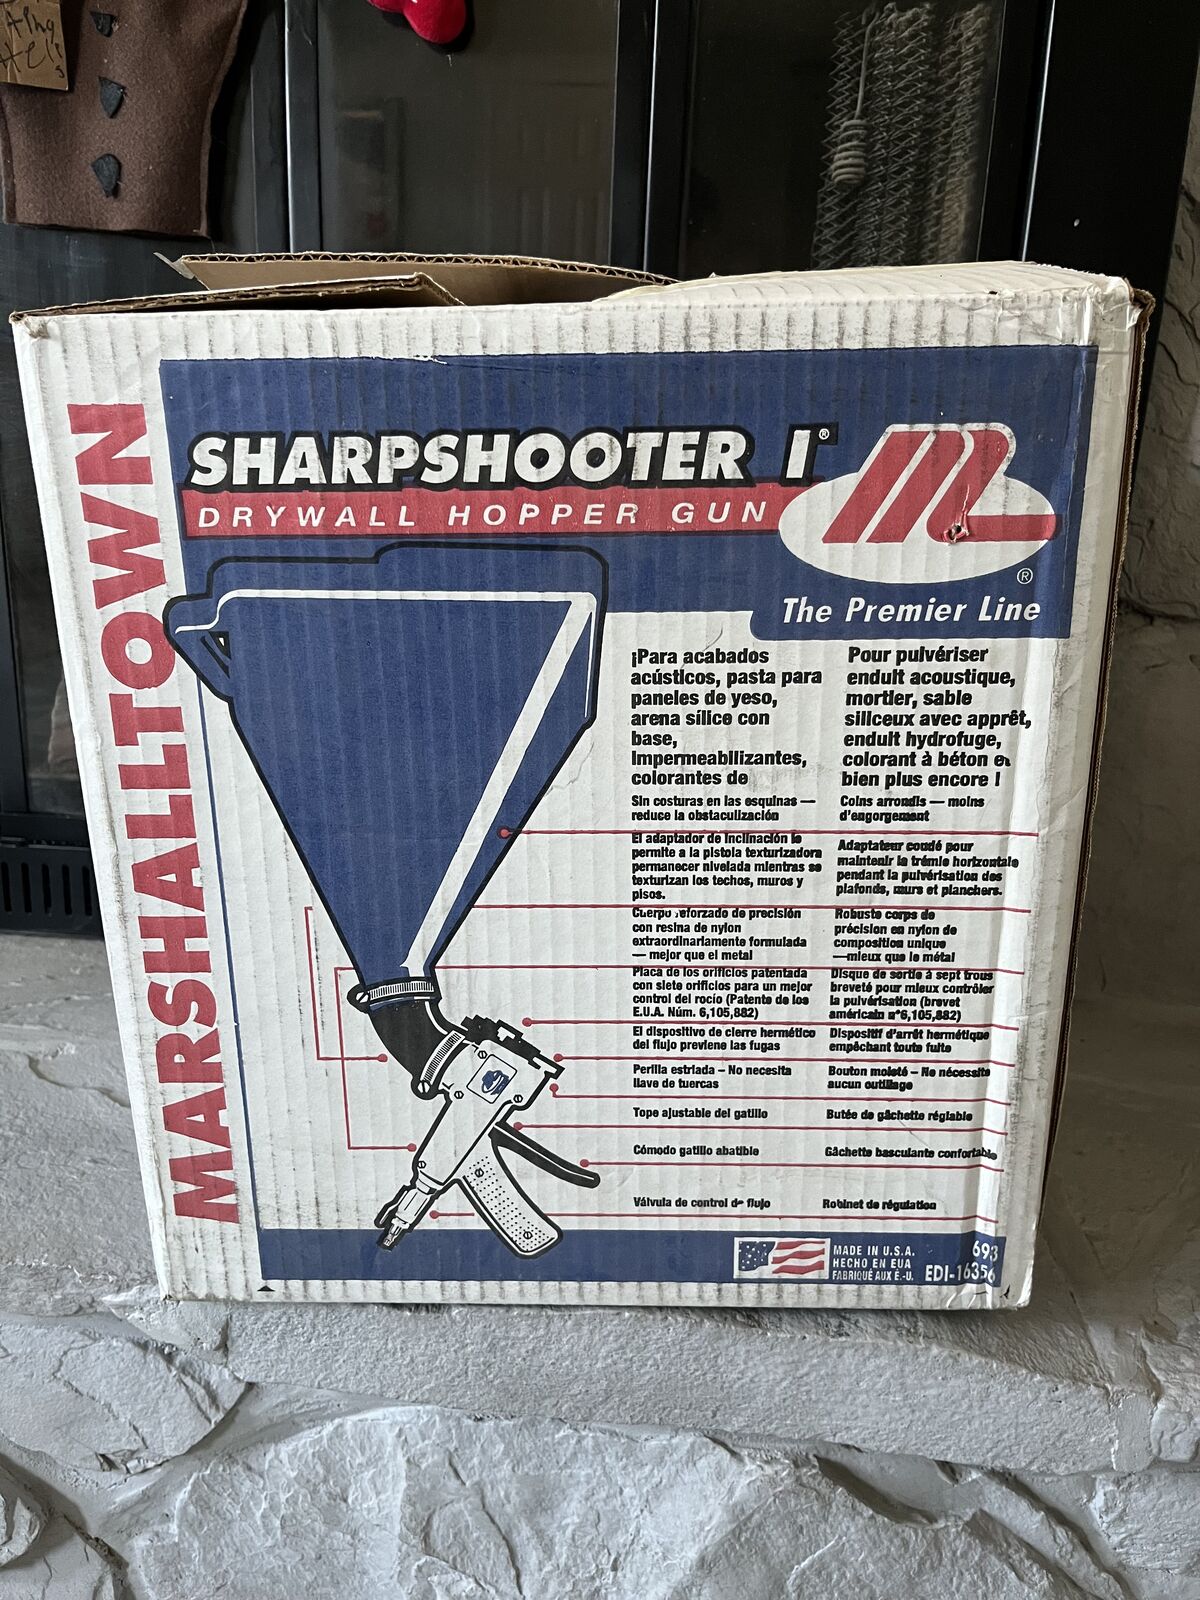 MARSHALLTOWN
SHARPSHOOTER I®
DRYWALL HOPPER GUN
®
The Premier Line
¡Para acabados
acústicos, pasta para
paneles de yeso,
arena sílice con
base,
impermeabilizantes,
colorantes de
Pour pulvériser
enduit acoustique,
mortier, sable
siliceux avec apprêt,
enduit hydrofuge,
colorant à béton et
bien plus encore !
Sin costuras en las esquinas —
reduce la obstaculización
Coins arrondis — moins
d'engorgement
El adaptador de inclinación le
permite a la pistola texturizadora
permanecer nivelada mientras se
texturizan los techos, muros y
pisos.
Adaptateur coudé pour
maintenir la trémie horizontale
pendant la pulvérisation des
plafonds, murs et planchers.
Cuerpo reforzado de precisión
con resina de nylon
extraordinariamente formulada
— mejor que el metal
Robuste corps de
précision en nylon de
composition unique
—mieux que le métal
Placa de los orificios patentada
con siete orificios para un mejor
control del rocío (Patente de los
E.U.A. Núm. 6,105,882)
Disque de sortie à sept trous
breveté pour mieux contrôler
la pulvérisation (brevet
américain n°6,105,882)
El dispositivo de cierre hermético
del flujo previene las fugas
Dispositif d'arrêt hermétique
empêchant toute fuite
Perilla estriada – No necesita
llave de tuercas
Bouton moleté – Ne nécessite
aucun outillage
Tope ajustable del gatillo
Butée de gâchette réglable
Cómodo gatillo abatible
Gâchette basculante confortable
Válvula de control de flujo
Robinet de régulation
MADE IN U.S.A.
HECHO EN EUA
FABRIQUÉ AUX É.-U.
693
EDI-16356